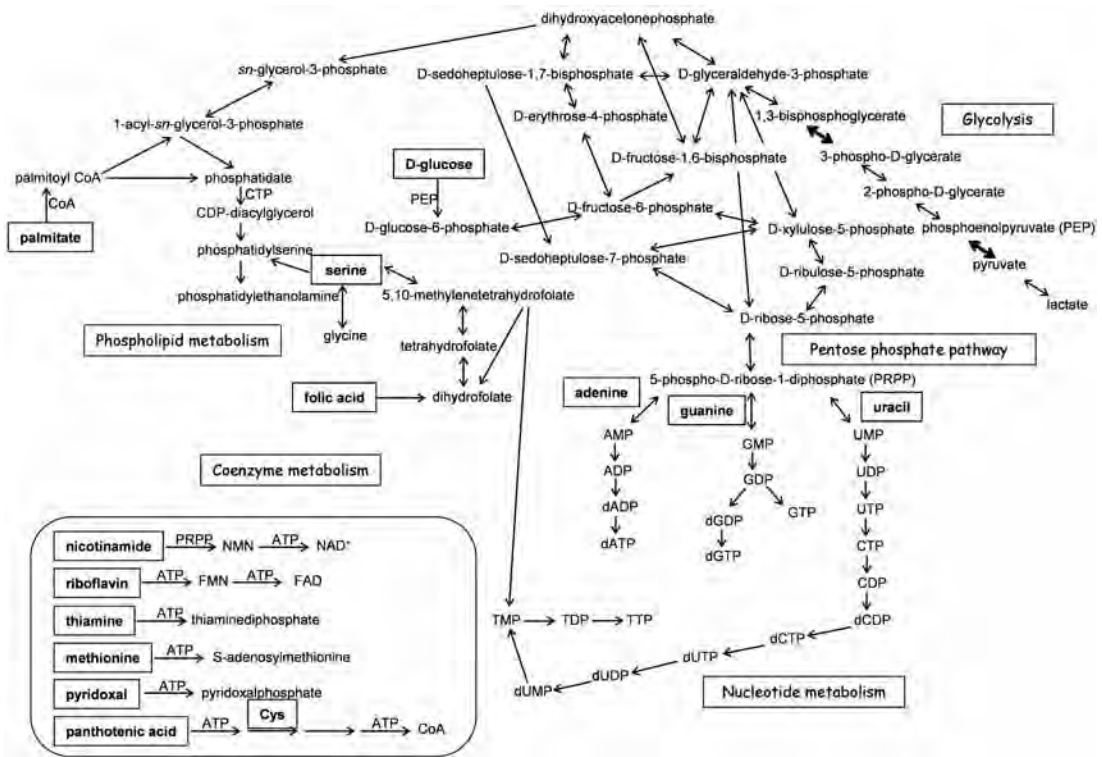 dihydroxyacetonephosphate
sn-glycerol-3-phosphate
D-sedoheptulose-1,7-bisphosphate
D-glyceraldehyde-3-phosphate
1-acyl-sn-glycerol-3-phosphate
D-erythrose-4-phosphate
1,3-bisphosphoglycerate
Glycolysis
palmitoyl CoA
phosphatidate
D-glucose
D-fructose-1,6-bisphosphate
3-phospho-D-glycerate
CoA
CTP
PEP
2-phospho-D-glycerate
palmitate
CDP-diacylglycerol
D-fructose-6-phosphate
D-glucose-6-phosphate
D-xylulose-5-phosphate
phosphoenolpyruvate (PEP)
phosphatidylserine
serine
D-sedoheptulose-7-phosphate
pyruvate
D-ribulose-5-phosphate
phosphatidylethanolamine
5,10-methylenetetrahydrofolate
lactate
Phospholipid metabolism
glycine
D-ribose-5-phosphate
tetrahydrofolate
Pentose phosphate pathway
folic acid
dihydrofolate
adenine
5-phospho-D-ribose-1-diphosphate (PRPP)
guanine
uracil
AMP
GMP
UMP
Coenzyme metabolism
ADP
GDP
UDP
dADP
dGDP
GTP
UTP
dATP
dGTP
CTP
CDP
dCDP
nicotinamide PRPP NMN ATP NAD+
riboflavin ATP FMN ATP FAD
thiamine ATP thiaminediphosphate
TMP TDP TTP
dCTP
methionine ATP S-adenosylmethionine
dUTP
dUDP
dUMP
Nucleotide metabolism
pyridoxal ATP pyridoxalphosphate
Cys
panthotenic acid ATP ATP CoA